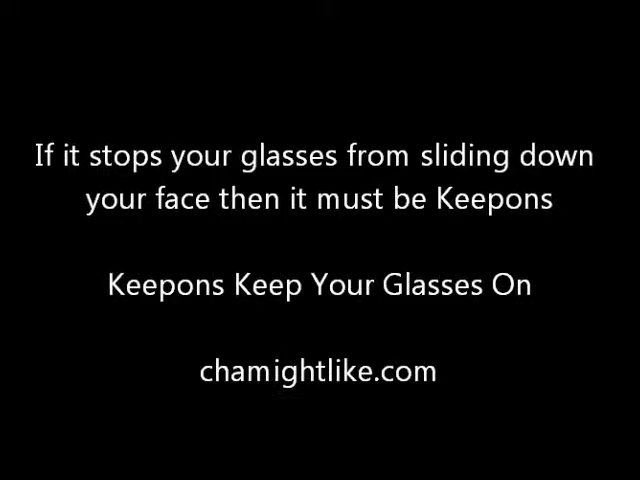 If it stops your glasses from sliding down
your face then it must be Keepons
Keepons Keep Your Glasses On
chamightlike.com